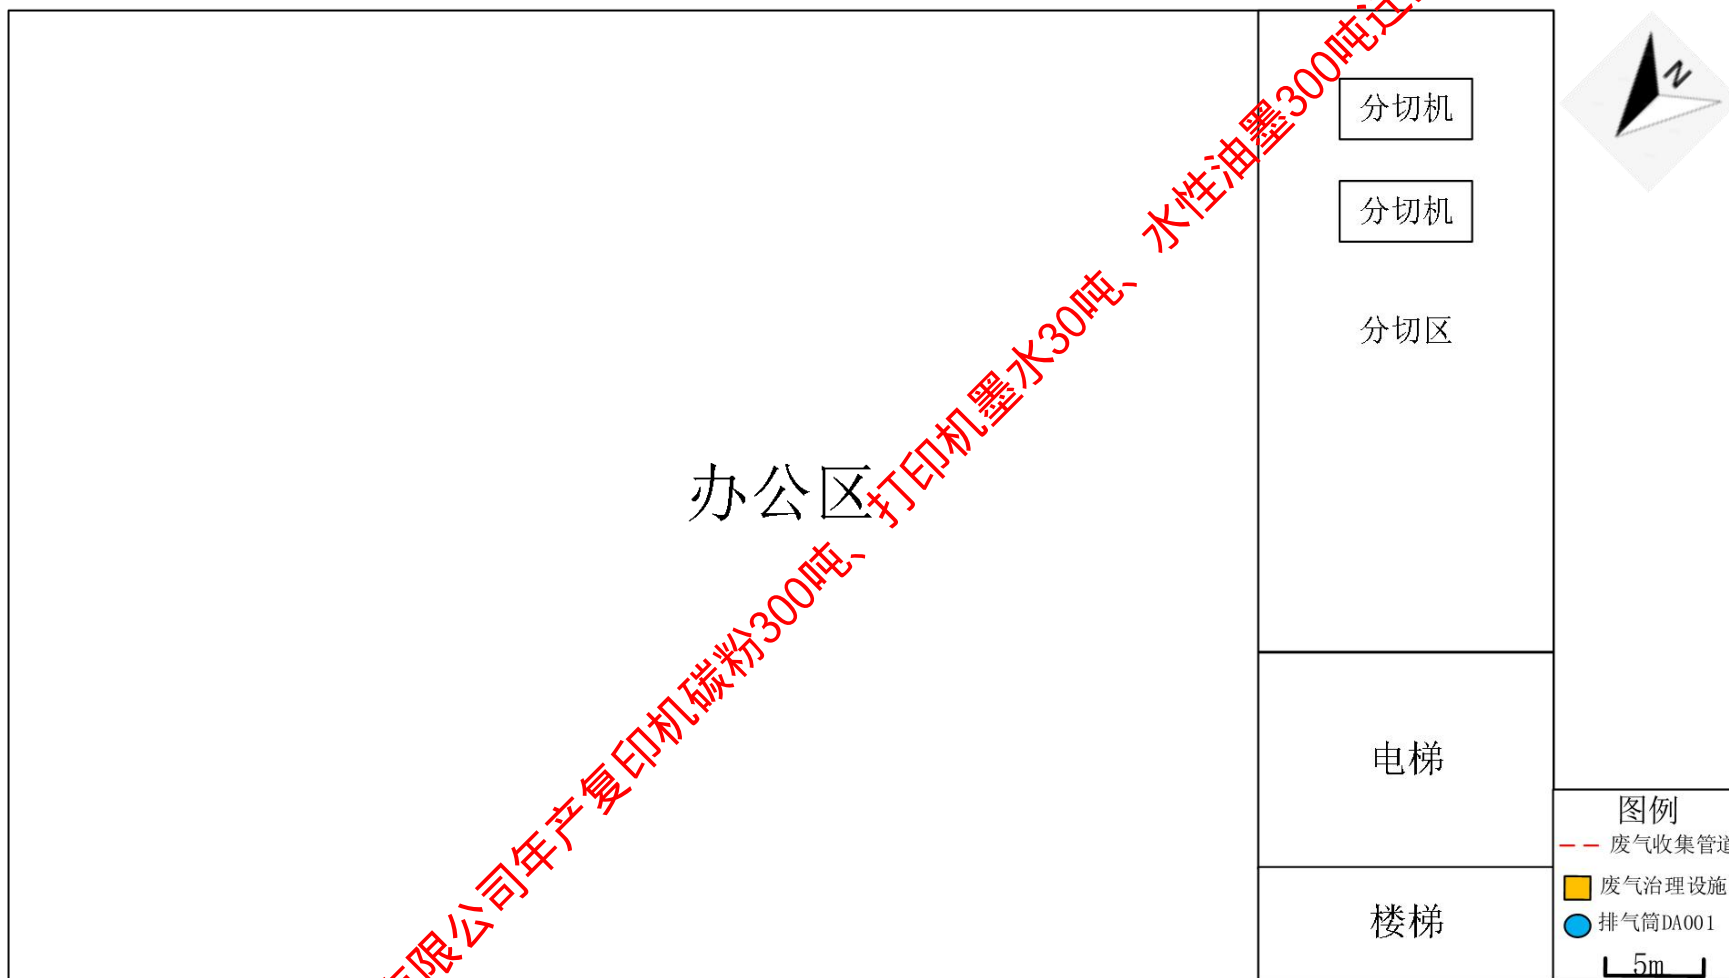 分切机
N
分切机
分切区
办公区
限公司年产复印机碳粉300吨、打印机墨水30吨、水性油墨300吨迁
电梯
图例
废气收集管道
废气治理设施
排气筒DA001
楼梯
5m